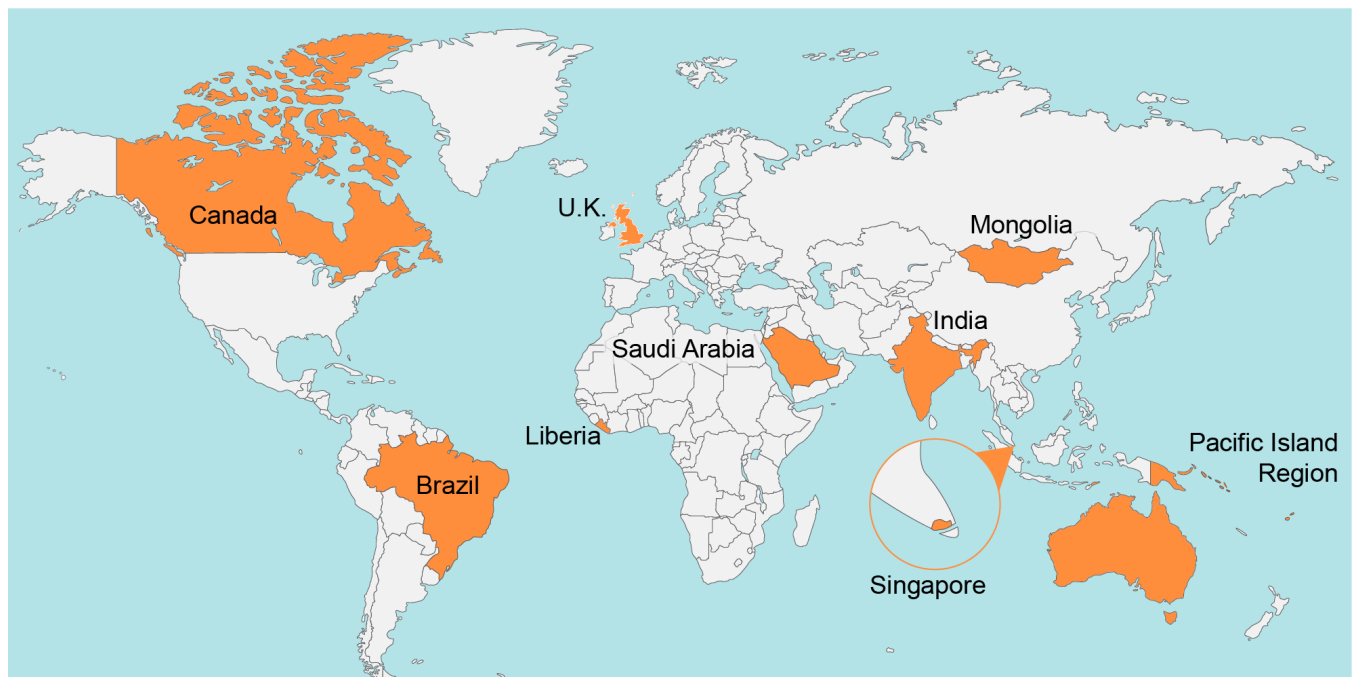 Canada
U.K.
Mongolia
India
Saudi Arabia
Liberia
Pacific Island
Region
Brazil
Singapore